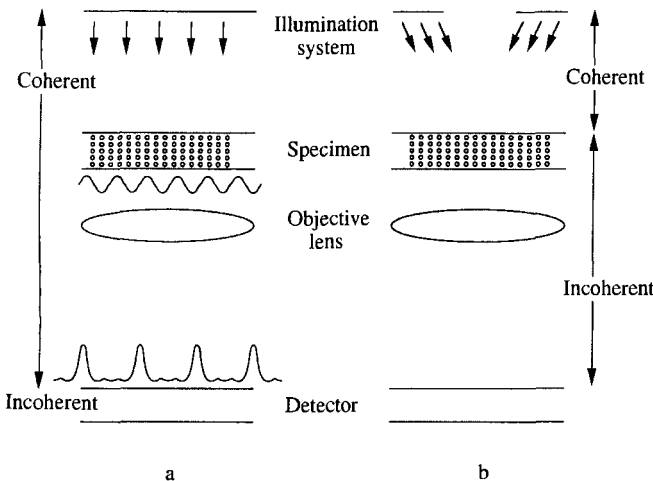 Illumination
system
Coherent
Coherent
Specimen
Objective
lens
Incoherent
Incoherent
Detector
a
b